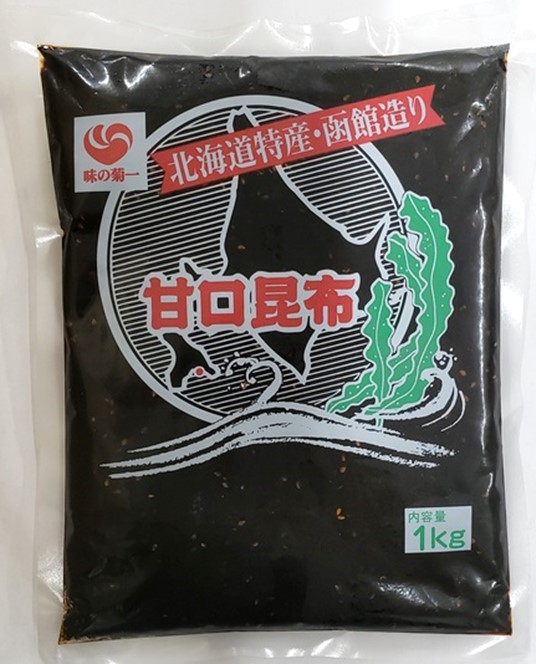 北海道特産・函館造り
味の菊一
甘口昆布
内容量
1kg